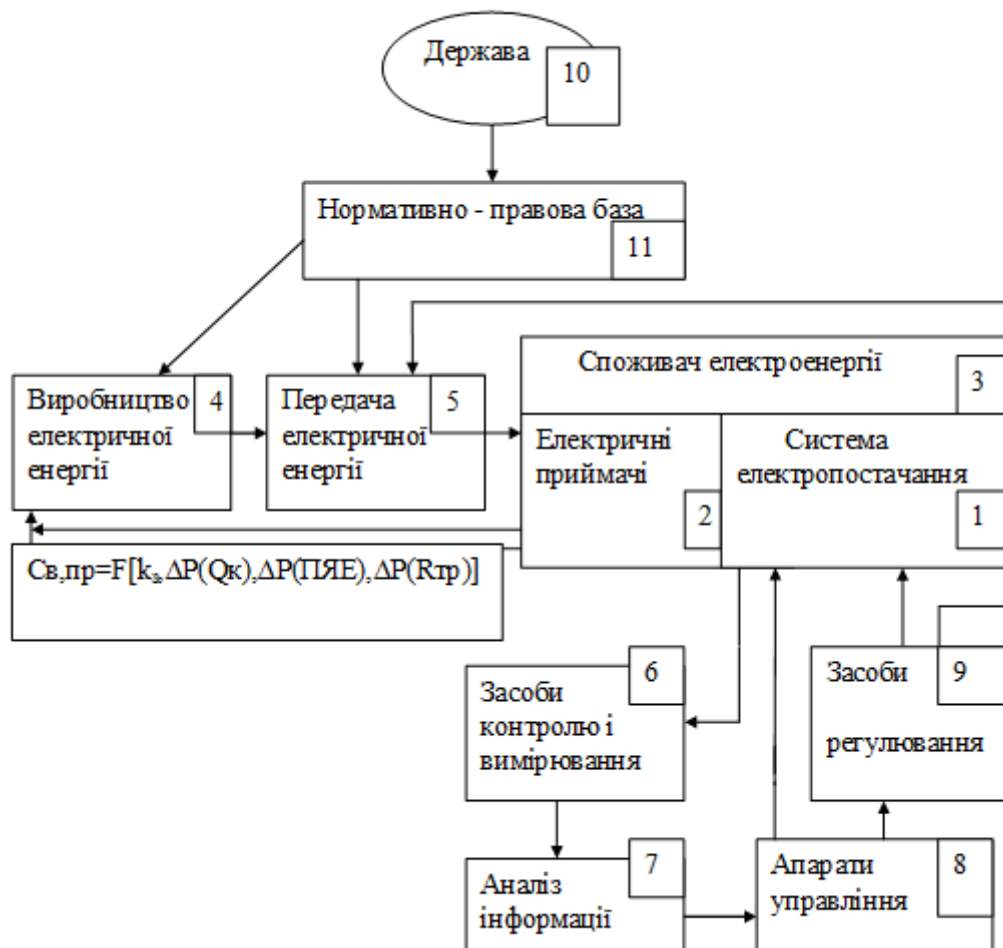 Держава
10
Нормативно - правова база
11
Споживач електроенергії
3
Виробництво
електричної
енергії
4
Передача
електричної
енергії
5
Електричні
приймачі
2
Система
електропостачання
1
Св,пр=F[kз,ΔP(Qк),ΔP(ПЯЕ),ΔP(Rтр)]
Засоби
контролю і
вимірювання
6
Засоби
регулювання
9
Аналіз
інформації
7
Апарати
управління
8